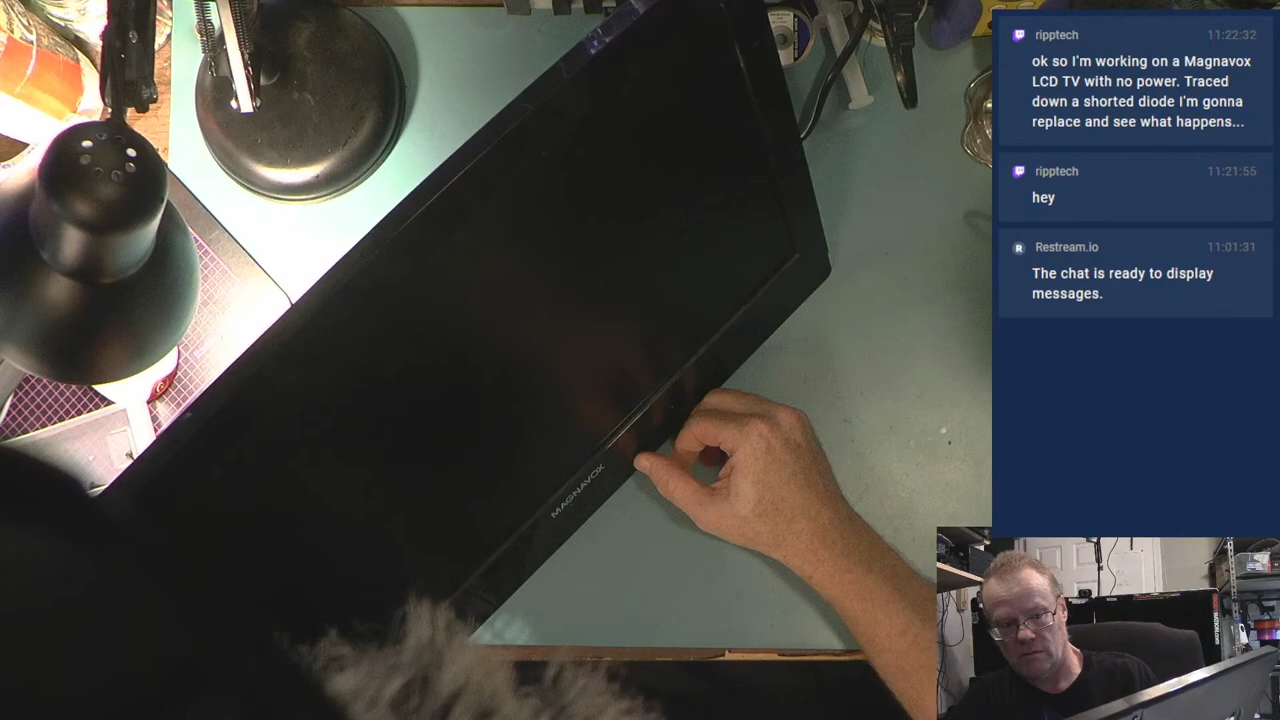 ripptech 11:22:32
ok so I'm working on a Magnavox
LCD TV with no power. Traced
down a shorted diode I'm gonna
replace and see what happens...
ripptech 11:21:55
hey
R Restream.io 11:01:31
The chat is ready to display
messages.
MAGNAVOX